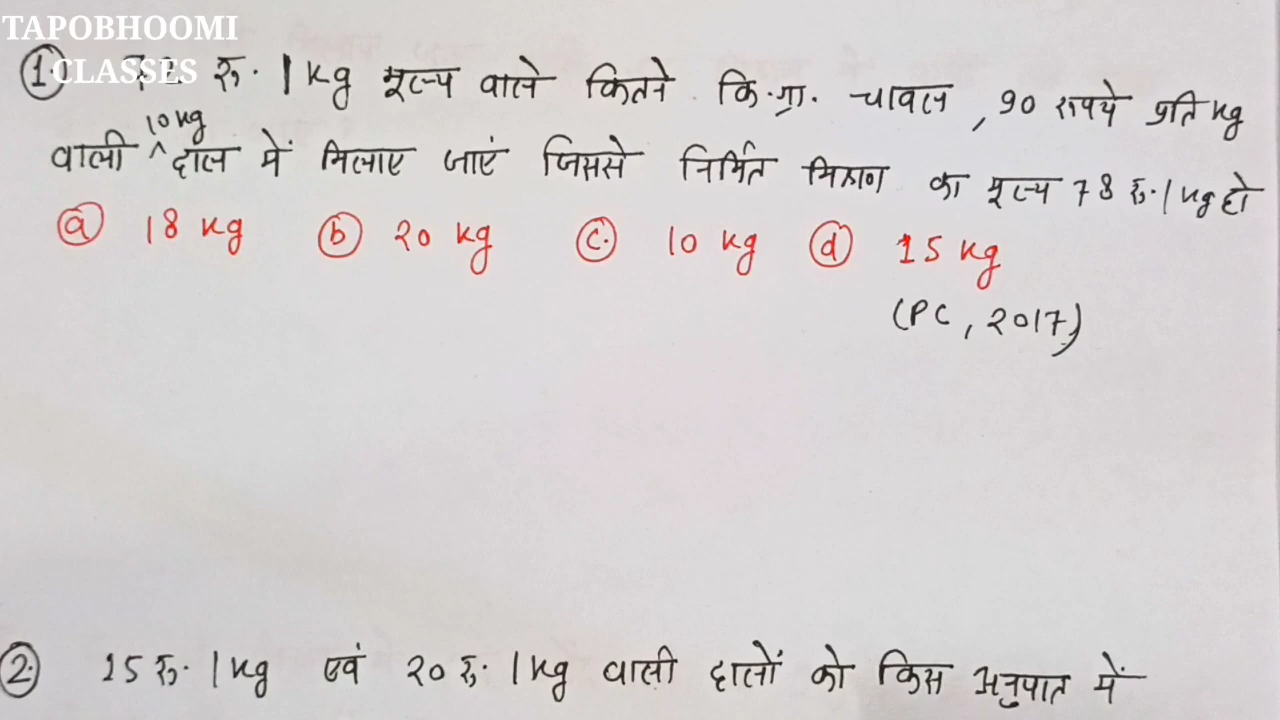 TAPOBHOOMI
CLASSES
① रु. / kg मूल्य वाले कितने कि.ग्रा. चावल , 90 रूपये प्रति kg
10 kg
वाली ^ दाल में मिलाए जाएं जिससे निर्मित मिश्रण का मूल्य 78 रु. / kg हो
ⓐ 18 kg ⓑ 20 kg ⓒ 10 kg ⓓ 15 kg
(PC , 2017)
②. 15 रु. / kg एवं 20 रु. / kg वाली दालों को किस अनुपात में